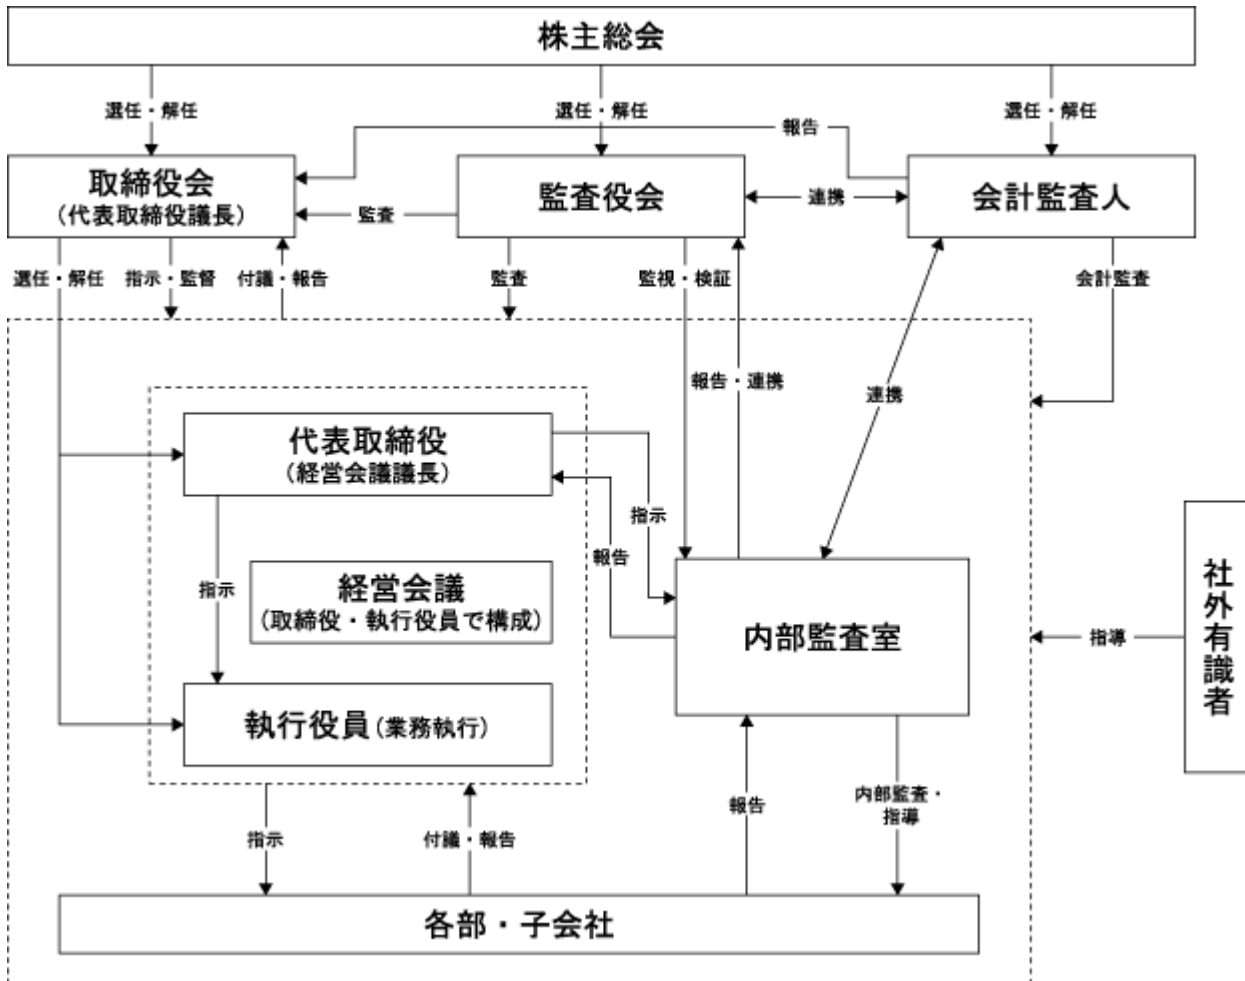 株主総会
選任・解任
選任・解任
選任・解任
報告
取締役会
(代表取締役議長)
監査
監査役会
連携
会計監査人
選任・解任
指示・監督
付議・報告
監査
監視・検証
会計監査
報告・連携
連携
代表取締役
(経営会議議長)
指示
報告
指示
経営会議
(取締役・執行役員で構成)
内部監査室
指導
社外有識者
執行役員(業務執行)
指示
付議・報告
報告
内部監査・
指導
各部・子会社